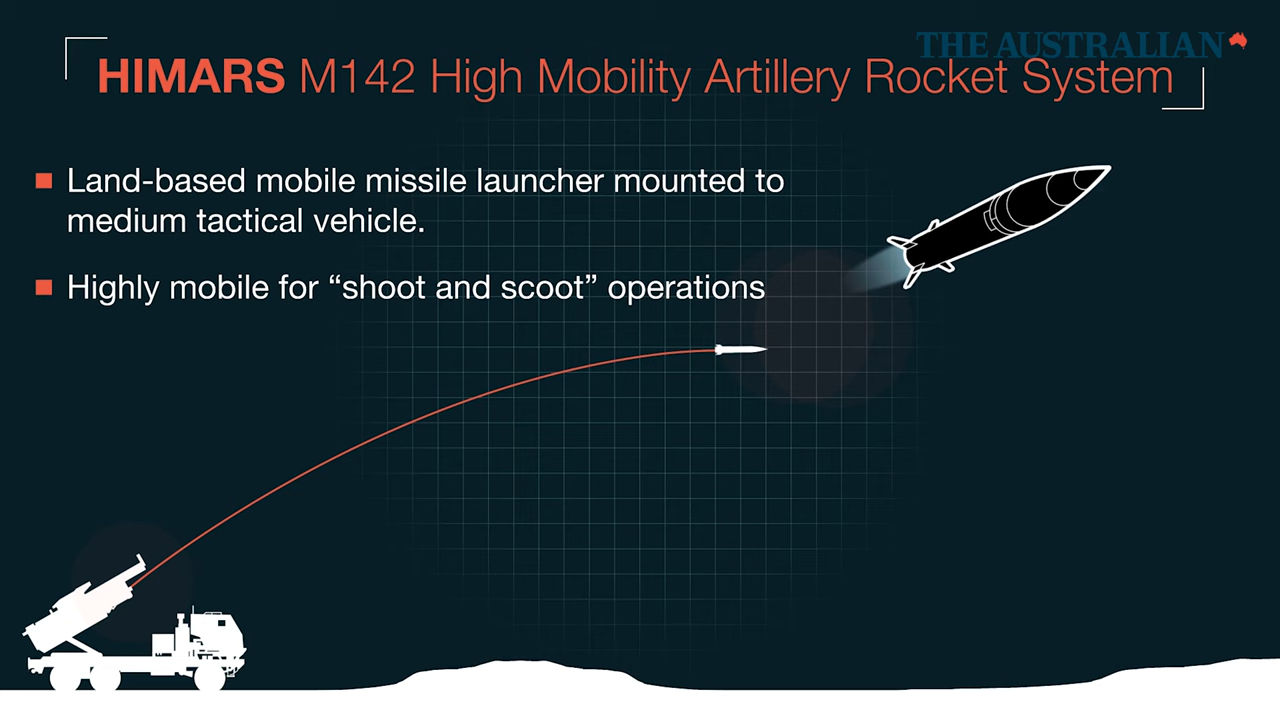 THE AUSTRALIAN
HIMARS M142 High Mobility Artillery Rocket System
Land-based mobile missile launcher mounted to
medium tactical vehicle.
Highly mobile for “shoot and scoot” operations